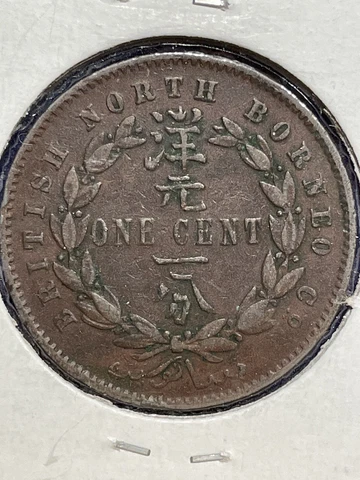 BRITISH NORTH BORNEO Cº
洋
元
ONE CENT
一
分